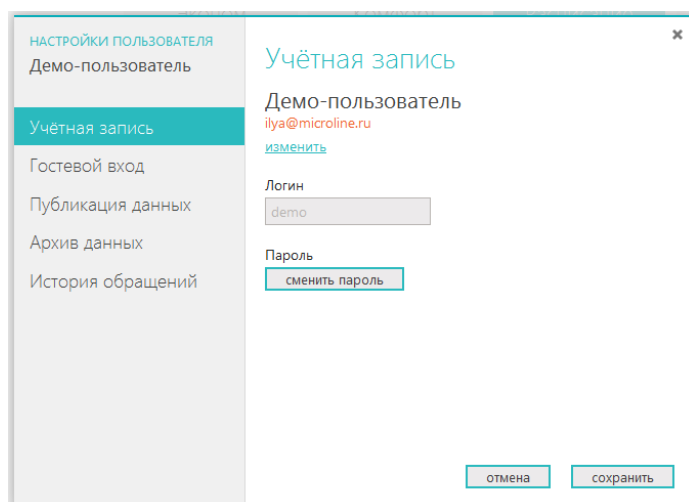 НАСТРОЙКИ ПОЛЬЗОВАТЕЛЯ
Демо-пользователь
Учётная запись
Гостевой вход
Публикация данных
Архив данных
История обращений
Учётная запись
Демо-пользователь
ilya@microline.ru
изменить
Логин
demo
Пароль
сменить пароль
отмена
сохранить